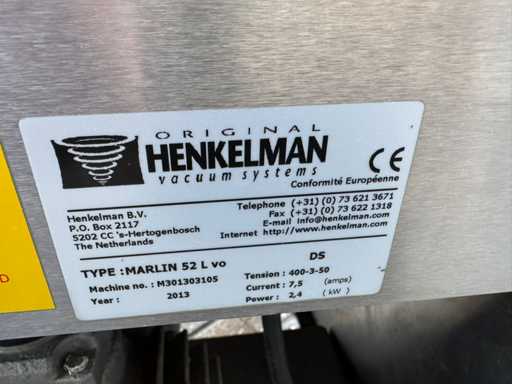 ORIGINAL
HENKELMAN
vacuum systems
CE
Conformité Européenne
Henkelman B.V.
P.O. Box 2117
5202 CC 's-Hertogenbosch
The Netherlands
Telephone (+31) (0) 73 621 3671
Fax (+31) (0) 73 622 1318
E-mail info@henkelman.com
Internet http://www.henkelman.com
TYPE : MARLIN 52 L vo DS
Machine no. : M301303105
Year : 2013
Tension : 400-3-50
Current : 7,5 (amps)
Power : 2,4 (kW)
D